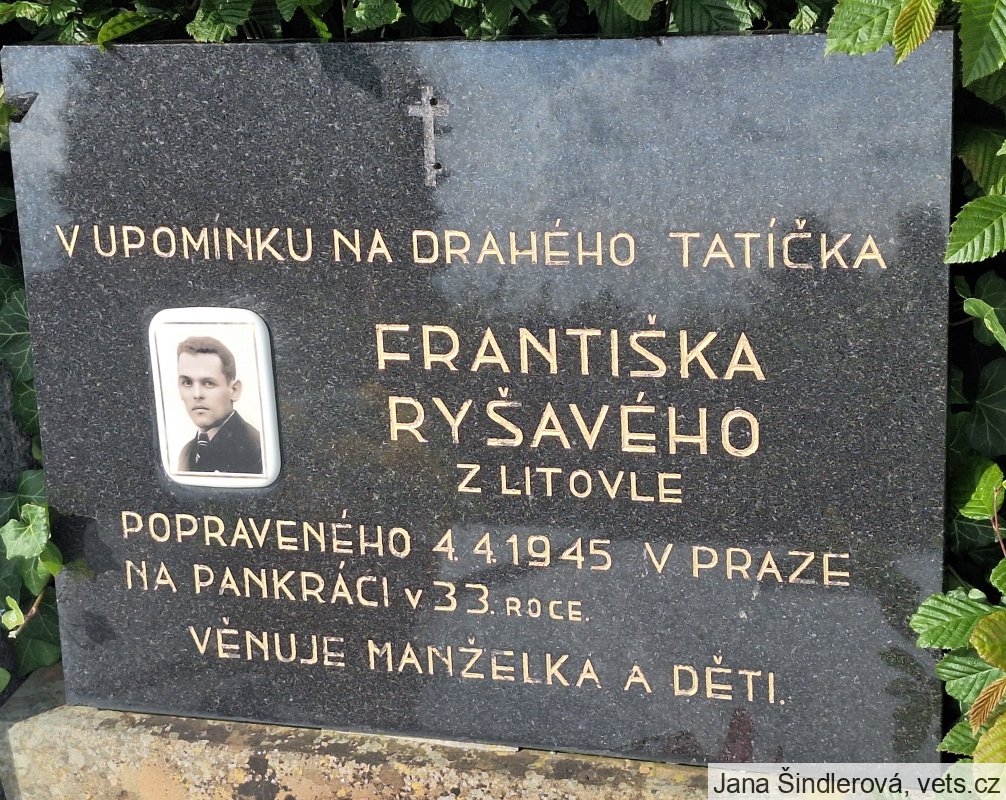 V UPOMÍNKU NA DRAHÉHO TATÍČKA
FRANTIŠKA
RYŠAVÉHO
Z LITOVLE
POPRAVENÉHO 4. 4. 1945 V PRAZE
NA PANKRÁCI V 33. ROCE.
VĚNUJE MANŽELKA A DĚTI.
Jana Šindlerová, vets.cz